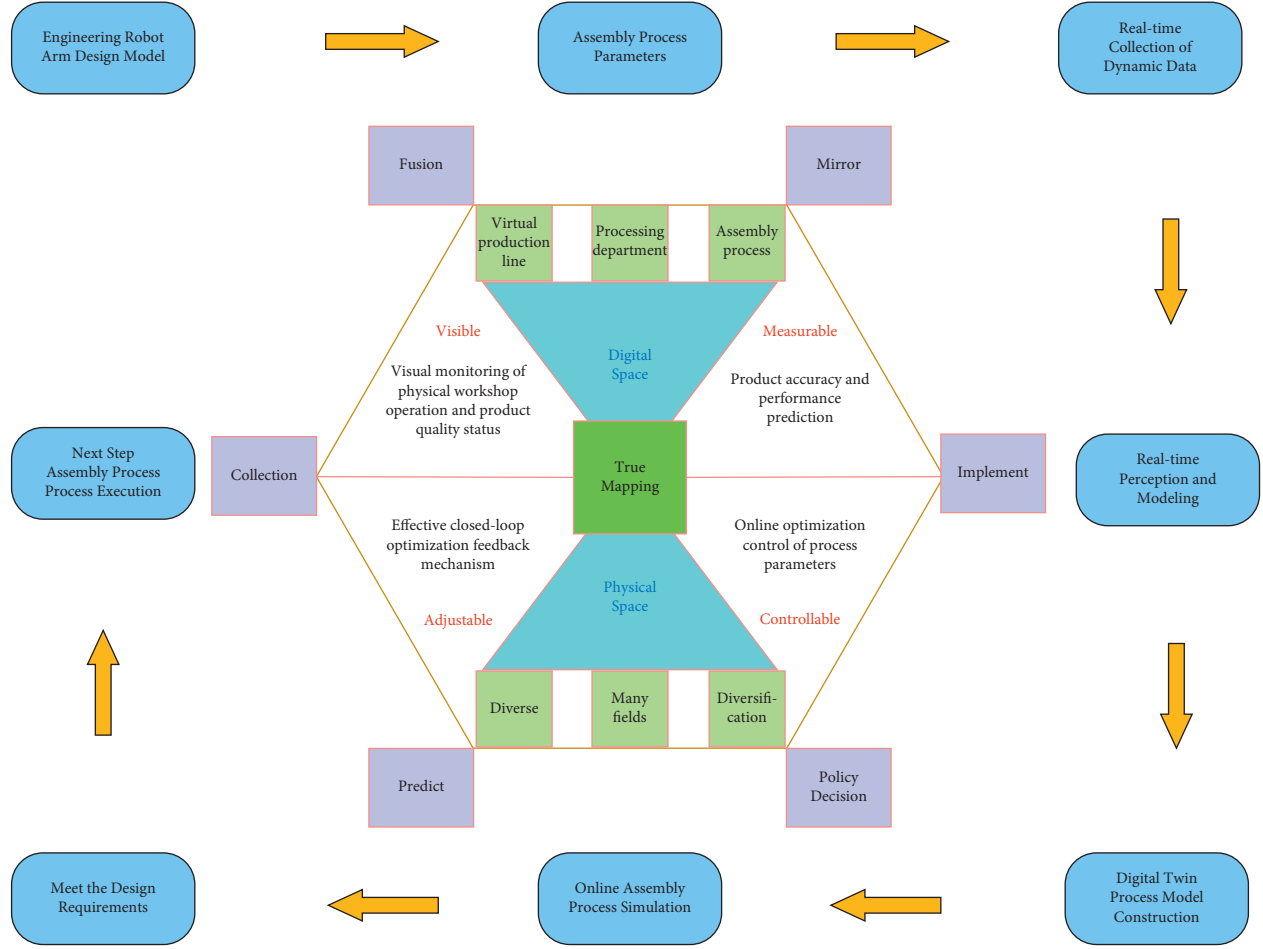 Engineering Robot
Arm Design Model
Assembly Process
Parameters
Real-time
Collection of
Dynamic Data
Fusion
Mirror
Virtual
production
line
Processing
department
Assembly
process
Visible
Measurable
Digital
Space
Visual monitoring of
physical workshop
operation and product
quality status
Product accuracy and
performance
prediction
Next Step
Assembly Process
Process Execution
Collection
True
Mapping
Implement
Real-time
Perception and
Modeling
Effective closed-loop
optimization feedback
mechanism
Online optimization
control of process
parameters
Physical
Space
Adjustable
Controllable
Diverse
Many
fields
Diversifi-
cation
Predict
Policy
Decision
Meet the Design
Requirements
Online Assembly
Process Simulation
Digital Twin
Process Model
Construction